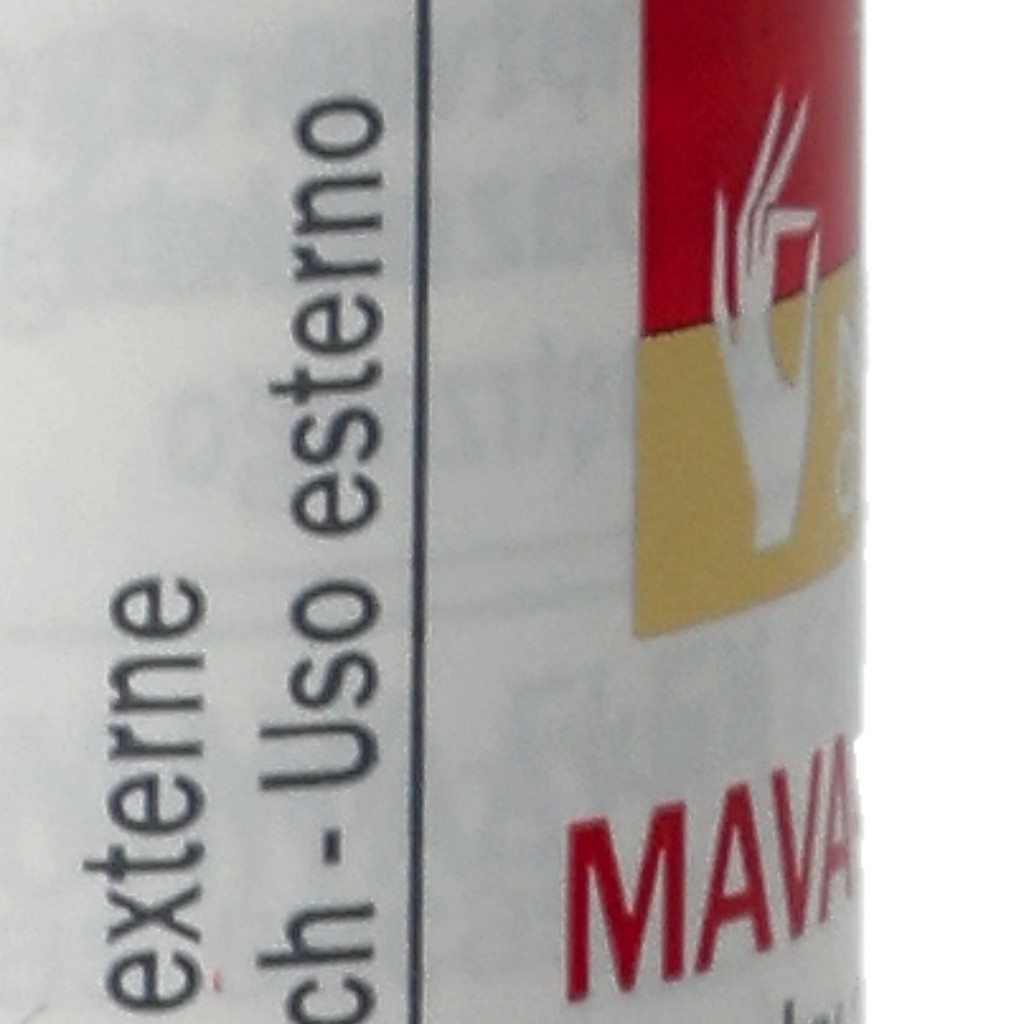 externe
ch - Uso esterno
MAVA